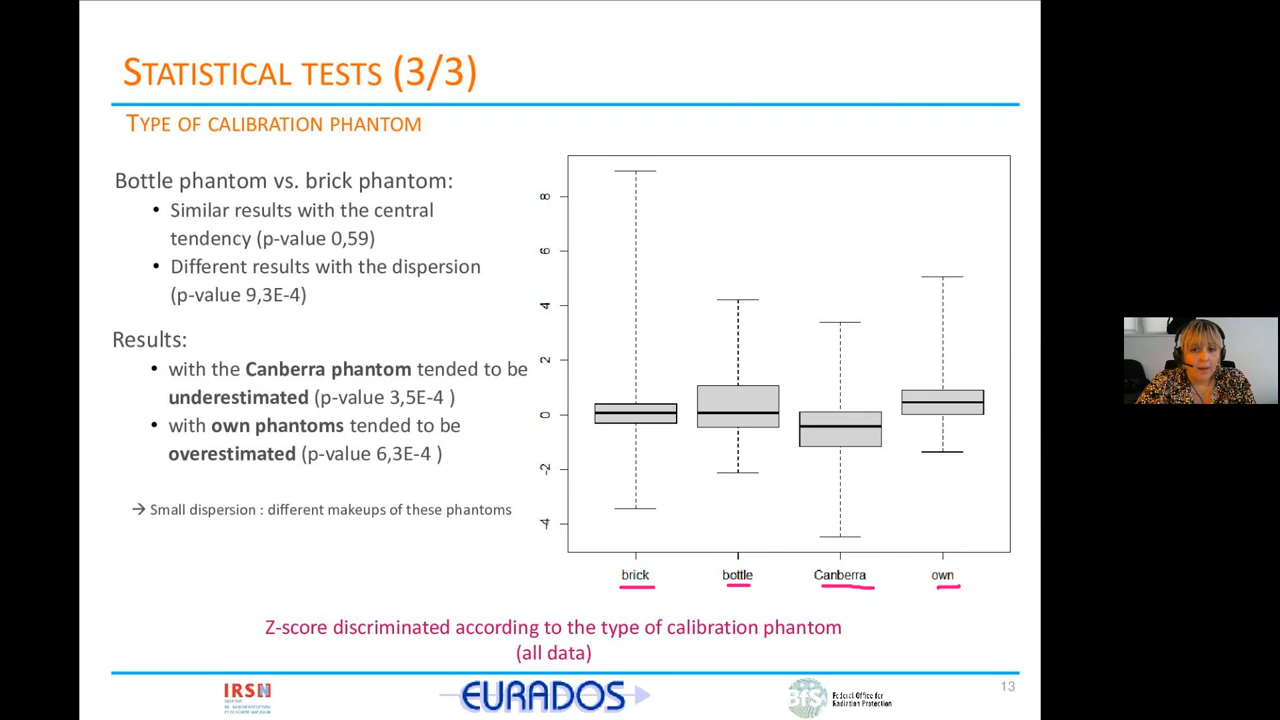 STATISTICAL TESTS (3/3)
TYPE OF CALIBRATION PHANTOM
Bottle phantom vs. brick phantom:
• Similar results with the central
tendency (p-value 0,59)
• Different results with the dispersion
(p-value 9,3E-4)
Results:
• with the Canberra phantom tended to be
underestimated (p-value 3,5E-4 )
• with own phantoms tended to be
overestimated (p-value 6,3E-4 )
→ Small dispersion : different makeups of these phantoms
8
6
4
2
0
-2
-4
brick bottle Canberra own
Z-score discriminated according to the type of calibration phantom
(all data)
13
IRSN
EURADOS
BfS
Federal Office for
Radiation Protection